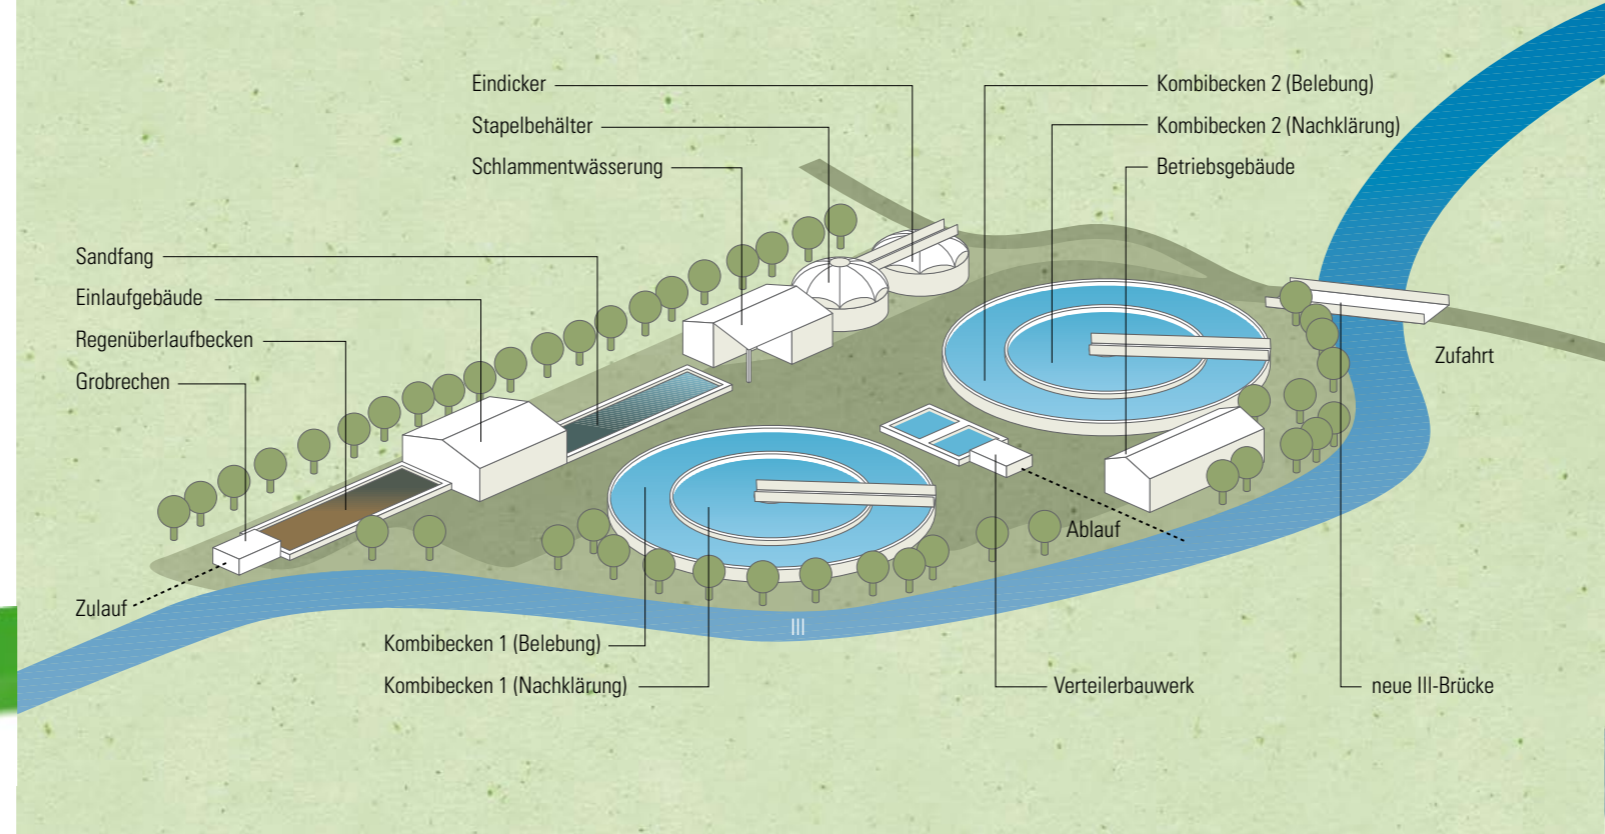 Eindicker
Stapelbehälter
Schlammentwässerung
Kombibecken 2 (Belebung)
Kombibecken 2 (Nachklärung)
Betriebsgebäude
Sandfang
Einlaufgebäude
Regenüberlaufbecken
Grobrechen
Zufahrt
Zulauf
Ablauf
Ill
Kombibecken 1 (Belebung)
Kombibecken 1 (Nachklärung)
Verteilerbauwerk
neue Ill-Brücke